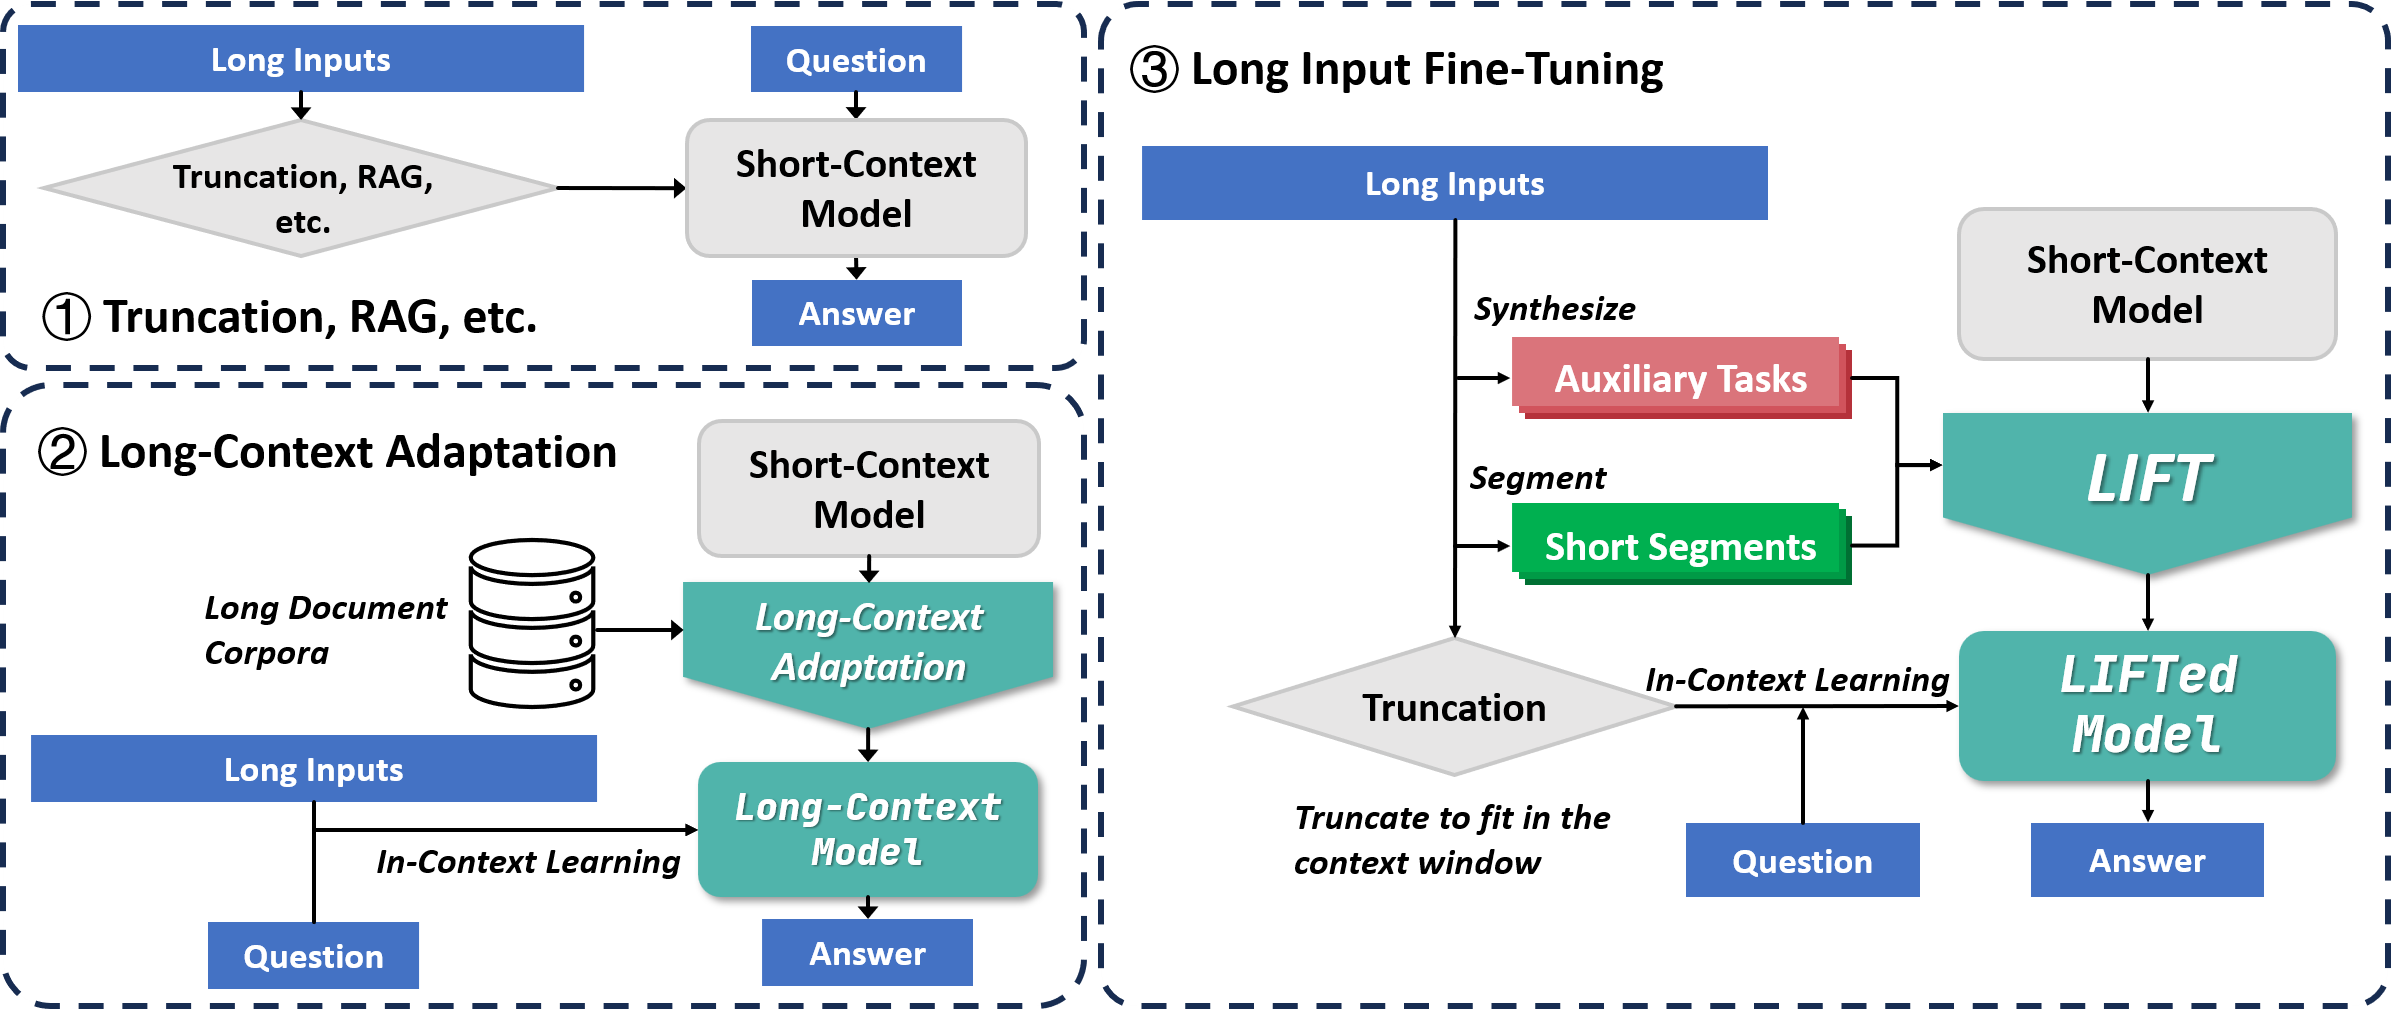 Long Inputs
Question
Truncation, RAG,
etc.
Short-Context
Model
Answer
① Truncation, RAG, etc.
② Long-Context Adaptation
Short-Context
Model
Long Document
Corpora
Long-Context
Adaptation
Long Inputs
Long-Context
Model
In-Context Learning
Question
Answer
③ Long Input Fine-Tuning
Long Inputs
Short-Context
Model
Synthesize
Auxiliary Tasks
Segment
Short Segments
LIFT
Truncation
In-Context Learning
LIFTed
Model
Truncate to fit in the
context window
Question
Answer